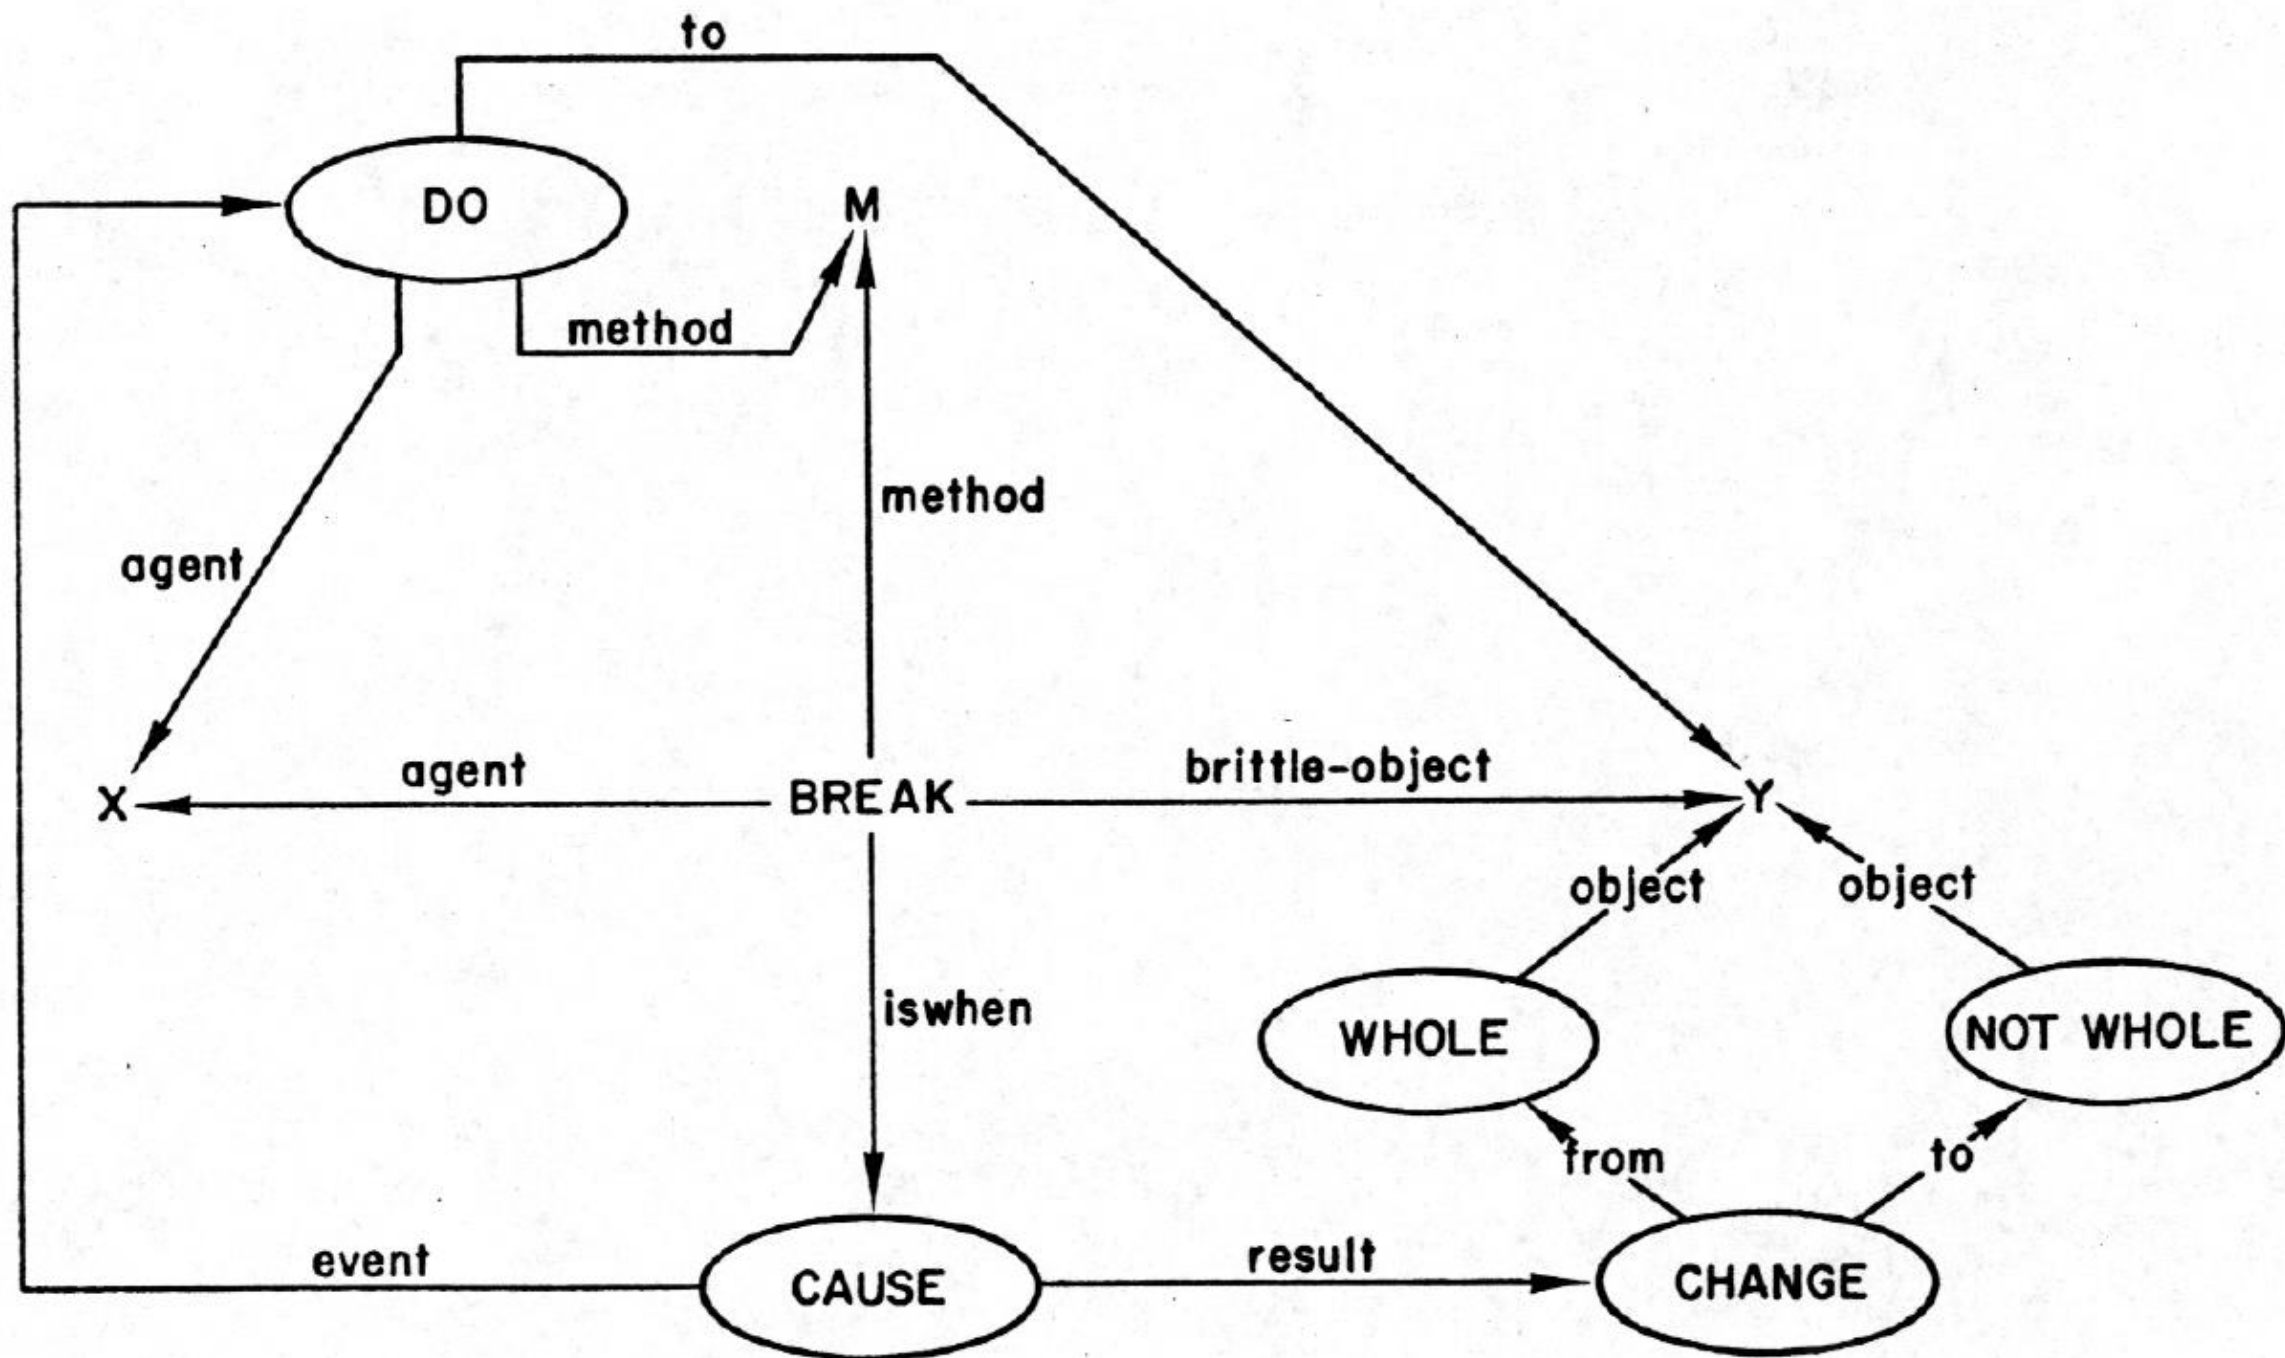 to
DO
M
method
method
agent
agent
brittle-object
X
BREAK
Y
object
object
iswhen
WHOLE
NOT WHOLE
from
to
event
result
CAUSE
CHANGE